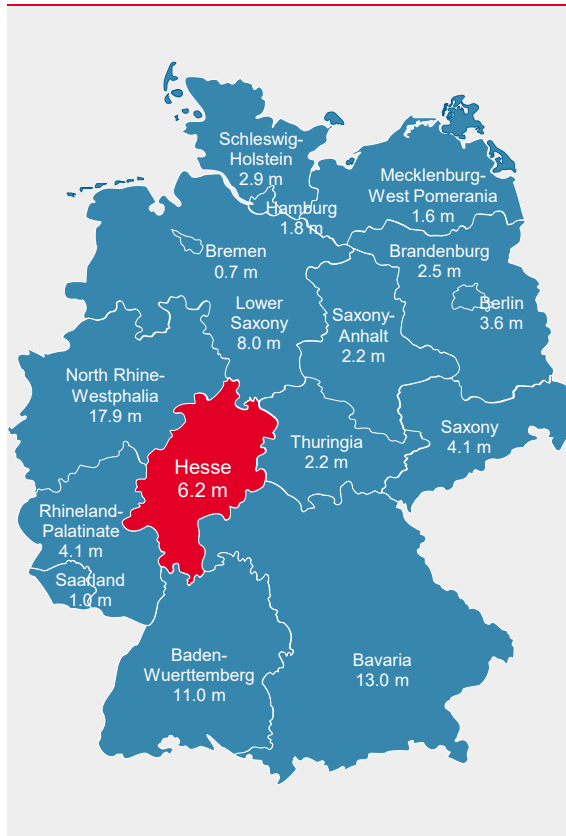 Schleswig-
Holstein
2.9 m
Mecklenburg-
West Pomerania
1.6 m
Hamburg
1.8 m
Bremen
0.7 m
Brandenburg
2.5 m
Berlin
3.6 m
Lower
Saxony
8.0 m
Saxony-
Anhalt
2.2 m
North Rhine-
Westphalia
17.9 m
Hesse
6.2 m
Thuringia
2.2 m
Saxony
4.1 m
Rhineland-
Palatinate
4.1 m
Saarland
1.0 m
Baden-
Wuerttemberg
11.0 m
Bavaria
13.0 m